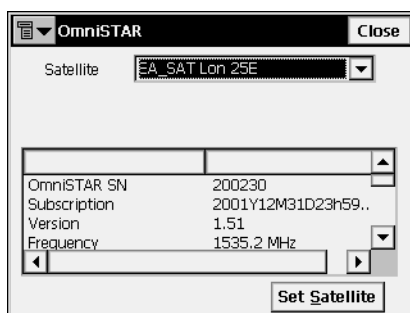 OmniSTAR Close
Satellite EA_SAT Lon 25E
OmniSTAR SN 200230
Subscription 2001Y12M31D23h59..
Version 1.51
Frequency 1535.2 MHz
Set Satellite